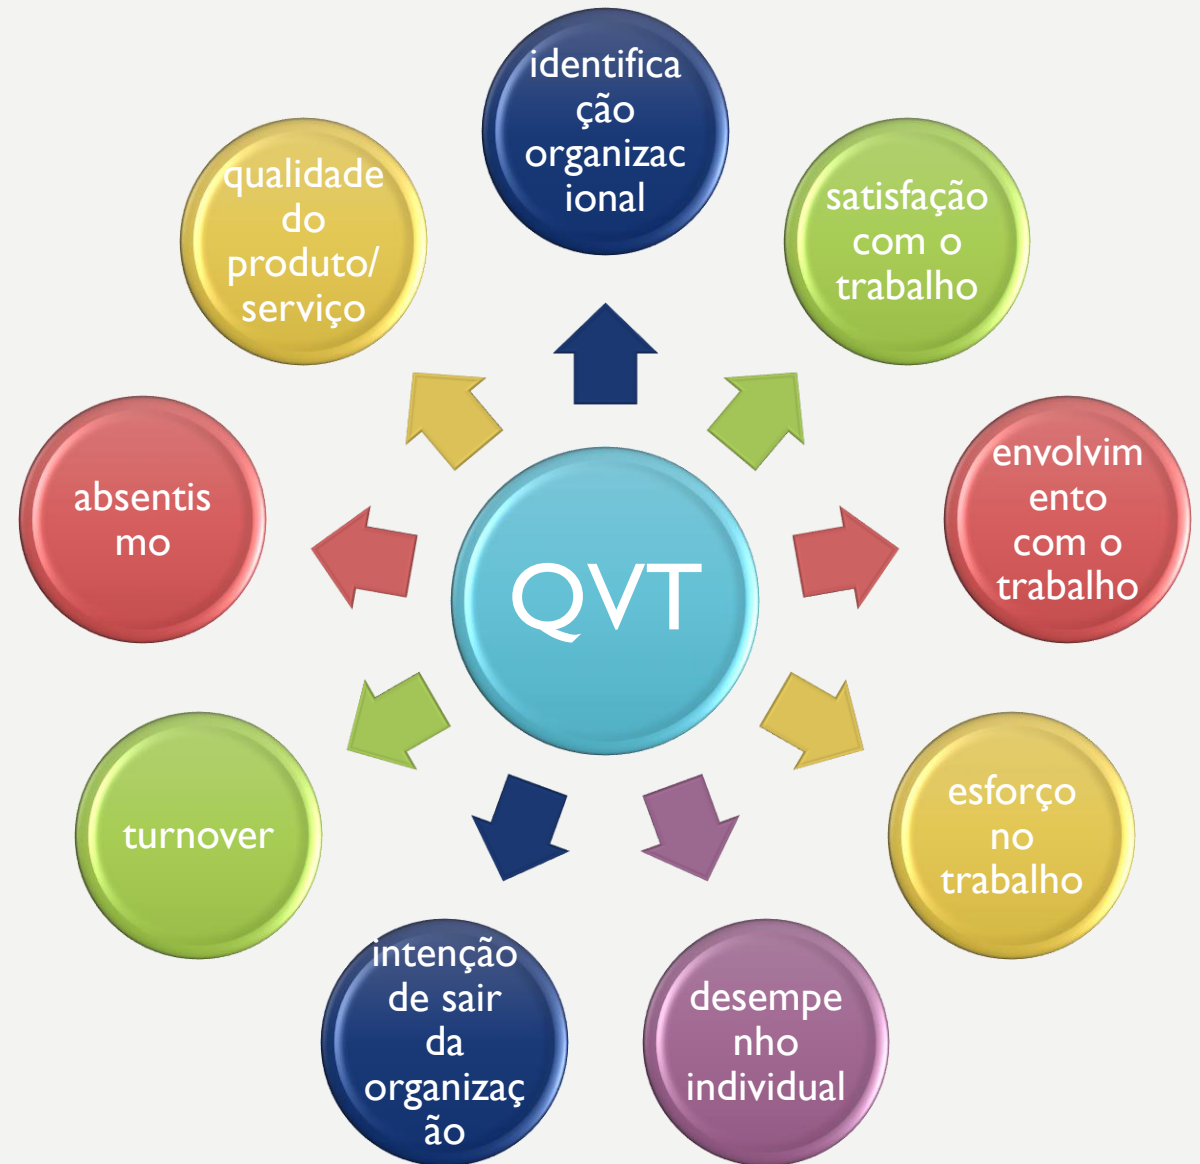 identifica
ção
organizac
ional
satisfação
com o
trabalho
envolvim
ento
com o
trabalho
esforço
no
trabalho
desempe
nho
individual
intenção
de sair
da
organizaç
ão
turnover
absentis
mo
qualidade
do
produto/
serviço
QVT